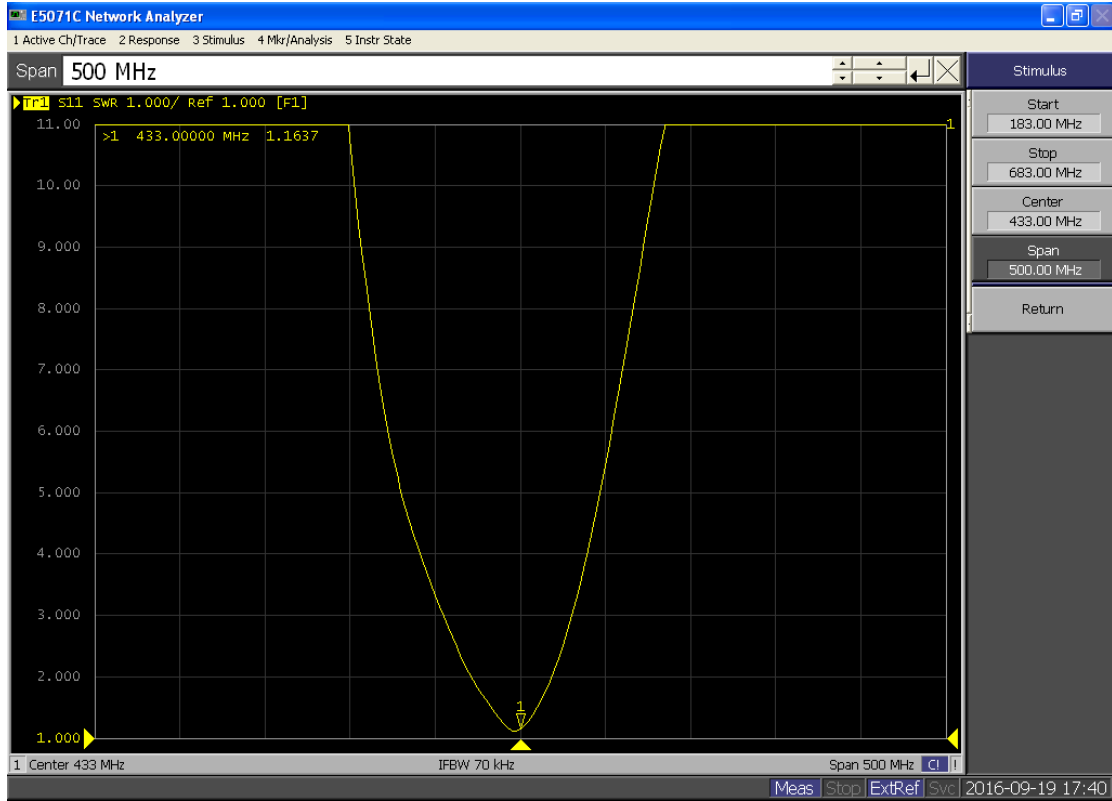 E5071C Network Analyzer
1 Active Ch/Trace 2 Response 3 Stimulus 4 Mkr/Analysis 5 Instr State
Span 500 MHz
Stimulus
Tr1 S11 SWR 1.000/ Ref 1.000 [F1]
>1 433.00000 MHz 1.1637
11.00
10.00
9.000
8.000
7.000
6.000
5.000
4.000
3.000
2.000
1.000
1
1
Start
183.00 MHz
Stop
683.00 MHz
Center
433.00 MHz
Span
500.00 MHz
Return
1 Center 433 MHz IFBW 70 kHz Span 500 MHz C! !
Meas Stop ExtRef Svc 2016-09-19 17:40